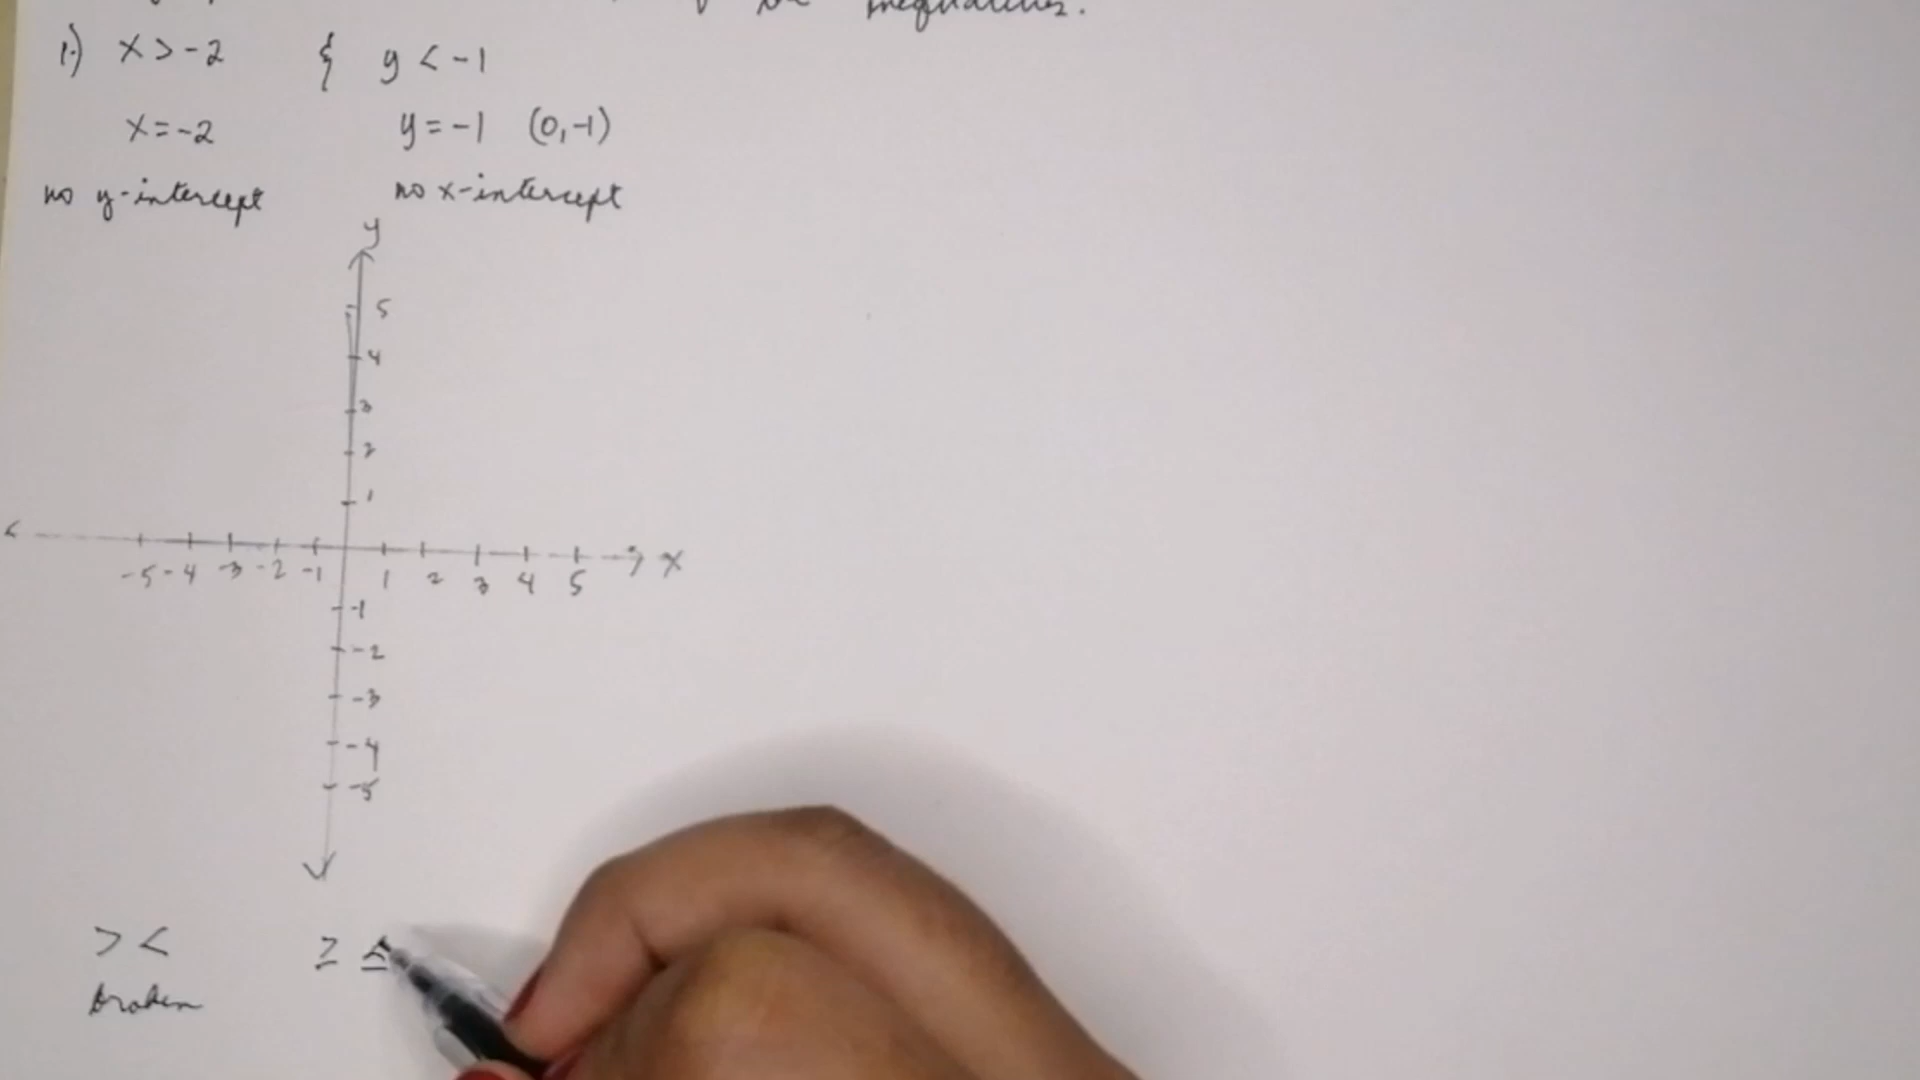 inequalities.
1.) x > -2 & y < -1
x = -2 y = -1 (0, -1)
no y-intercept no x-intercept
y
5
4
3
2
1
-5 -4 -3 -2 -1 1 2 3 4 5 x
-1
-2
-3
-4
-5
> < ≥ ≤
broken